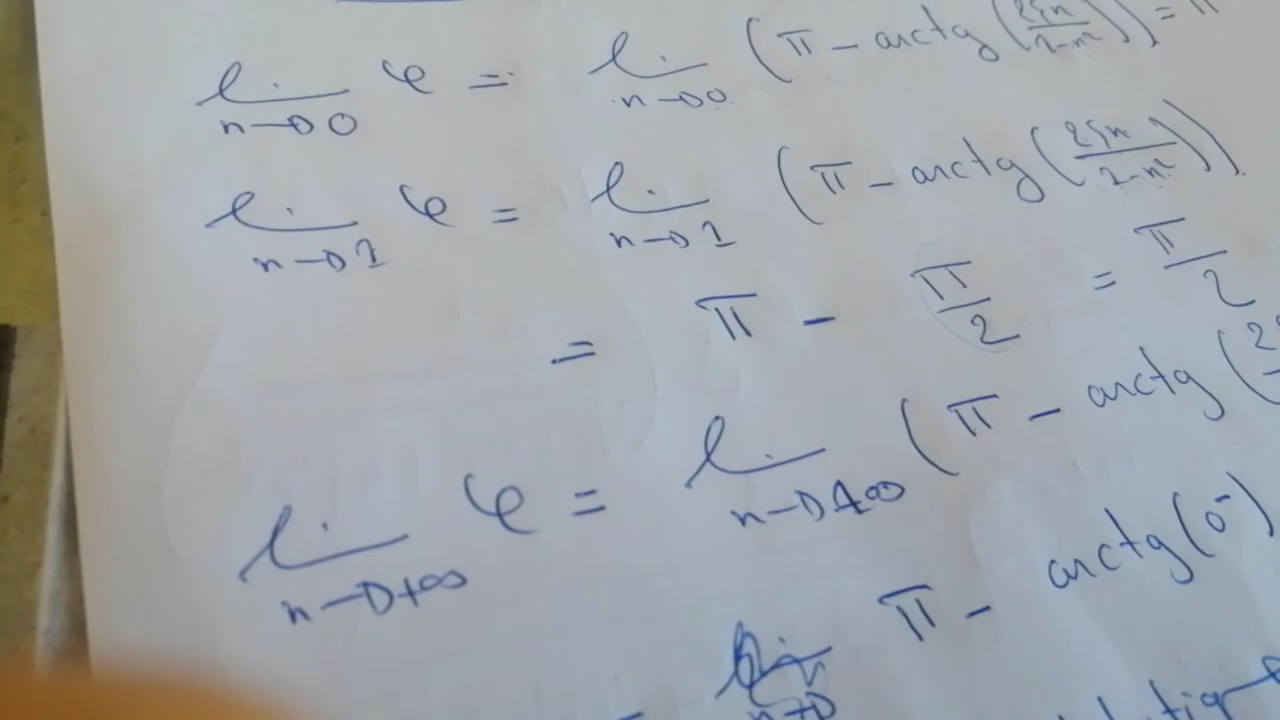 lim φ = lim (π - arctg(2ξn/1-n²)) = π
n→0 n→0
lim φ = lim (π - arctg(2ξn/1-n²))
n→1 n→1
= π - π/2 = π/2
lim φ = lim (π - arctg(2
n→+∞ n→+∞
π - arctg(0⁻)